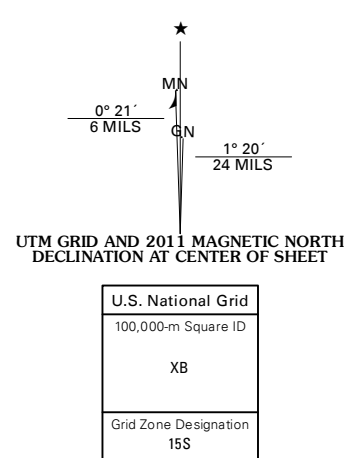 ★
MN
0° 21´
6 MILS
GN
1° 20´
24 MILS
UTM GRID AND 2011 MAGNETIC NORTH
DECLINATION AT CENTER OF SHEET
U.S. National Grid
100,000-m Square ID
XB
Grid Zone Designation
15S